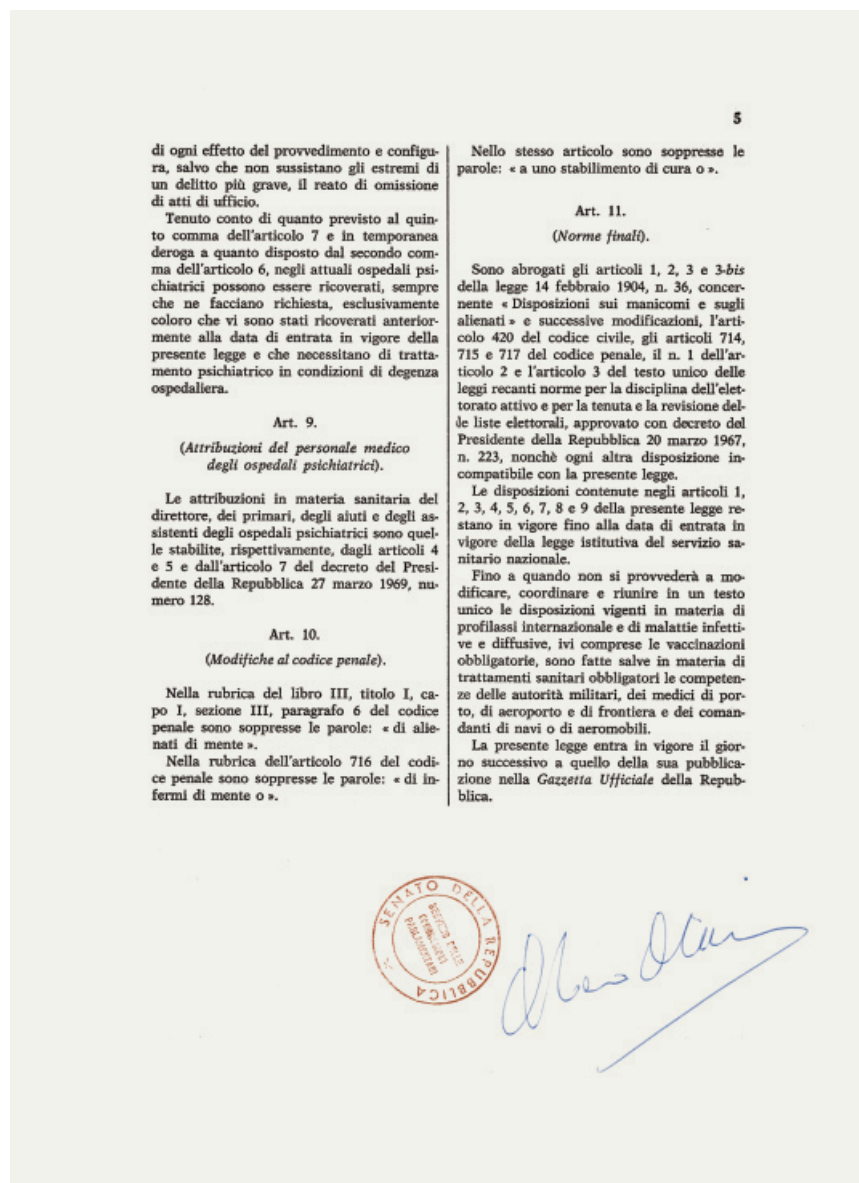 5
di ogni effetto del provvedimento e configu-
ra, salvo che non sussistano gli estremi di
un delitto più grave, il reato di omissione
di atti di ufficio.
Tenuto conto di quanto previsto al quin-
to comma dell'articolo 7 e in temporanea
deroga a quanto disposto dal secondo com-
ma dell'articolo 6, negli attuali ospedali psi-
chiatrici possono essere ricoverati, sempre
che ne facciano richiesta, esclusivamente
coloro che vi sono stati ricoverati anterior-
mente alla data di entrata in vigore della
presente legge e che necessitano di tratta-
mento psichiatrico in condizioni di degenza
ospedaliera.
Art. 9.
(Attribuzioni del personale medico
degli ospedali psichiatrici).
Le attribuzioni in materia sanitaria del
direttore, dei primari, degli aiuti e degli as-
sistenti degli ospedali psichiatrici sono quel-
le stabilite, rispettivamente, dagli articoli 4
e 5 e dall'articolo 7 del decreto del Presi-
dente della Repubblica 27 marzo 1969, nu-
mero 128.
Art. 10.
(Modifiche al codice penale).
Nella rubrica del libro III, titolo I, ca-
po I, sezione III, paragrafo 6 del codice
penale sono soppresse le parole: « di alie-
nati di mente ».
Nella rubrica dell'articolo 716 del codi-
ce penale sono soppresse le parole: « di in-
fermi di mente o ».
Nello stesso articolo sono soppresse le
parole: « a uno stabilimento di cura o ».
Art. 11.
(Norme finali).
Sono abrogati gli articoli 1, 2, 3 e 3-bis
della legge 14 febbraio 1904, n. 36, concer-
nente « Disposizioni sui manicomi e sugli
alienati » e successive modificazioni, l'arti-
colo 420 del codice civile, gli articoli 714,
715 e 717 del codice penale, il n. 1 dell'ar-
ticolo 2 e l'articolo 3 del testo unico delle
leggi recanti norme per la disciplina dell'elet-
torato attivo e per la tenuta e la revisione del-
le liste elettorali, approvato con decreto del
Presidente della Repubblica 20 marzo 1967,
n. 223, nonchè ogni altra disposizione in-
compatibile con la presente legge.
Le disposizioni contenute negli articoli 1,
2, 3, 4, 5, 6, 7, 8 e 9 della presente legge re-
stano in vigore fino alla data di entrata in
vigore della legge istitutiva del servizio sa-
nitario nazionale.
Fino a quando non si provvederà a mo-
dificare, coordinare e riunire in un testo
unico le disposizioni vigenti in materia di
profilassi internazionale e di malattie infetti-
ve e diffusive, ivi comprese le vaccinazioni
obbligatorie, sono fatte salve in materia di
trattamenti sanitari obbligatori le competen-
ze delle autorità militari, dei medici di por-
to, di aeroporto e di frontiera e dei coman-
danti di navi o di aeromobili.
La presente legge entra in vigore il gior-
no successivo a quello della sua pubblica-
zione nella Gazzetta Ufficiale della Repub-
blica.
SENATO DELLA REPUBBLICA
SERVIZIO DELLE
COMMISSIONI
PARLAMENTARI